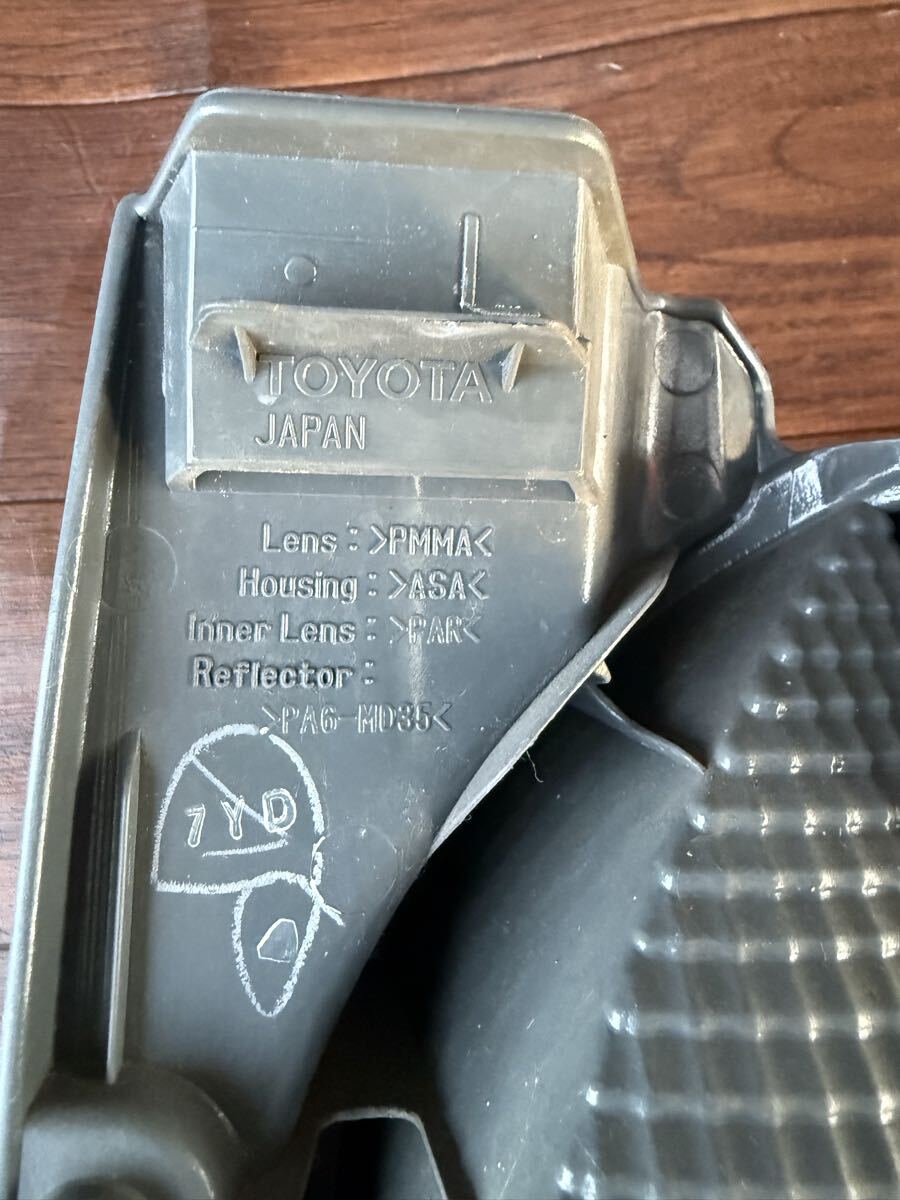 L
TOYOTA
JAPAN
Lens : >PMMA<
Housing : >ASA<
Inner Lens : >PAR<
Reflector :
>PA6-MD35<
7YD